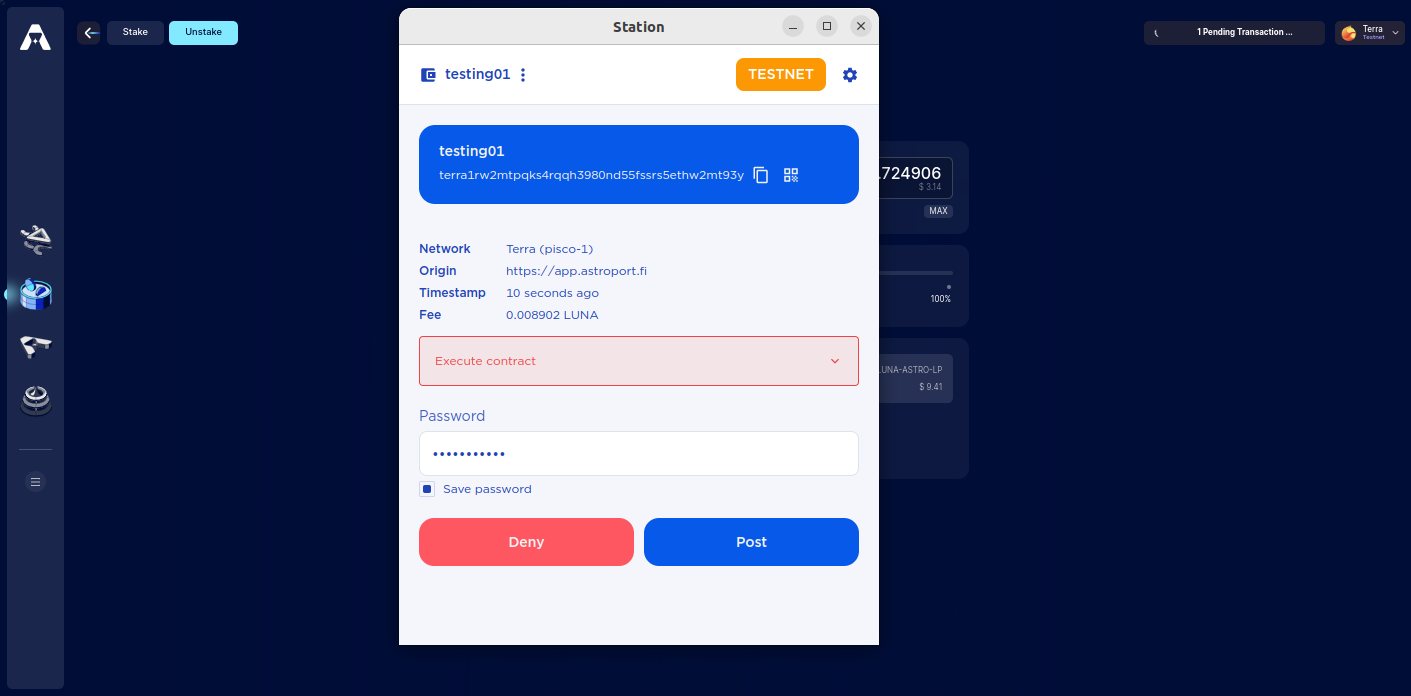 Stake
Unstake
Station
1 Pending Transaction ...
Terra
Testnet
testing01
TESTNET
testing01
terra1rw2mtpqks4rqqh3980nd55fssrs5ethw2mt93y
.724906
$ 3.14
MAX
Network Terra (pisco-1)
Origin https://app.astroport.fi
Timestamp 10 seconds ago
Fee 0.008902 LUNA
100%
Execute contract
LUNA-ASTRO-LP
$ 9.41
Password
•••••••••••
Save password
Deny
Post